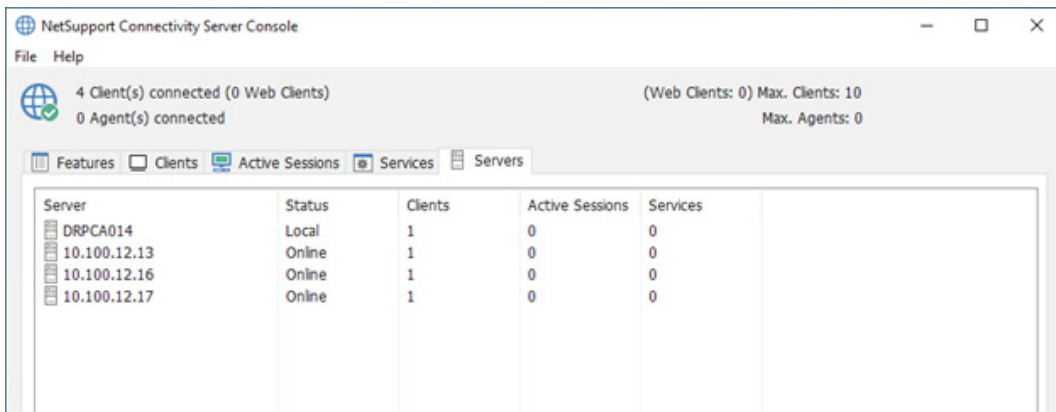 NetSupport Connectivity Server Console
File Help
4 Client(s) connected (0 Web Clients) (Web Clients: 0) Max. Clients: 10
0 Agent(s) connected Max. Agents: 0
Features Clients Active Sessions Services Servers
Server Status Clients Active Sessions Services
DRPCA014 Local 1 0 0
10.100.12.13 Online 1 0 0
10.100.12.16 Online 1 0 0
10.100.12.17 Online 1 0 0